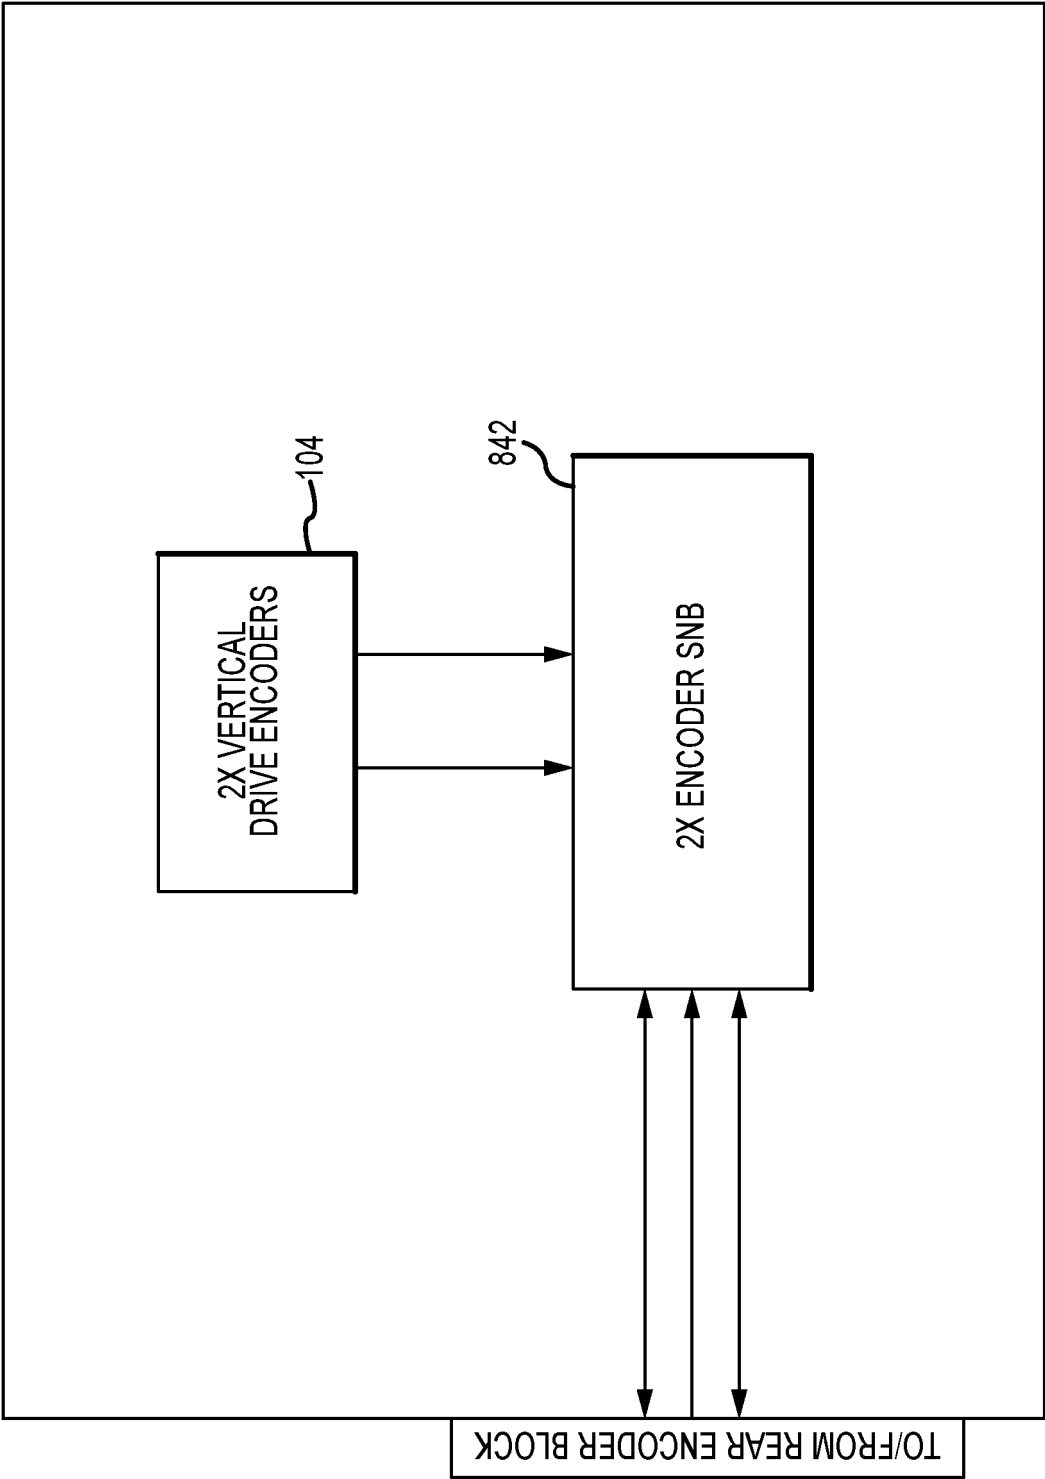 104
2X VERTICAL
DRIVE ENCODERS
842
2X ENCODER SNB
TO/FROM REAR ENCODER BLOCK